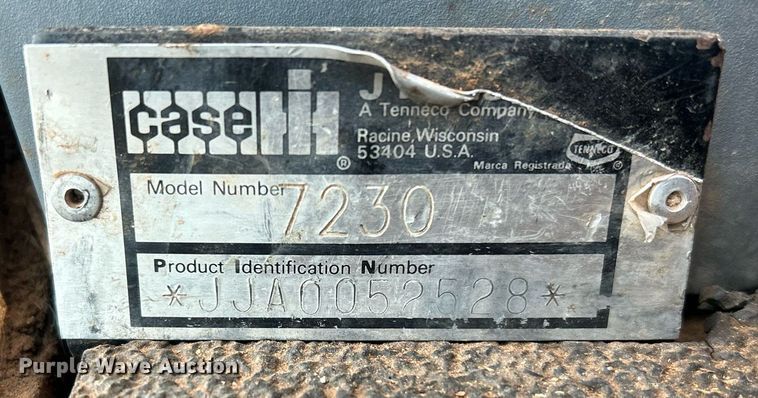 case IH ®
J
A Tenneco Company
Racine, Wisconsin
53404 U.S.A.
TENNECO ®
Marca Registrada
Model Number 7230
Product Identification Number
*JJA0052528*
Purple Wave Auction